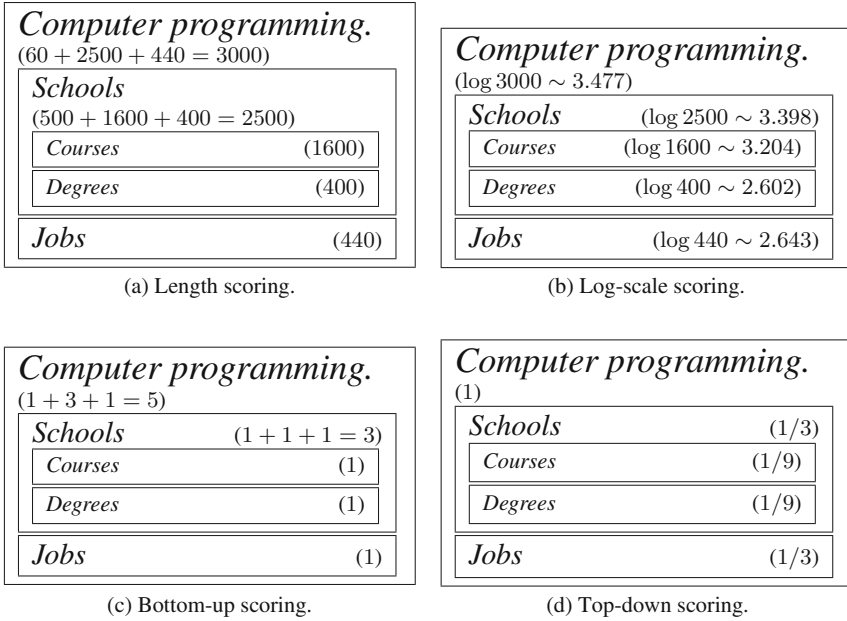 Computer programming.
(60 + 2500 + 440 = 3000)
Schools
(500 + 1600 + 400 = 2500)
Courses (1600)
Degrees (400)
Jobs (440)
(a) Length scoring.
Computer programming.
(log 3000 ∼ 3.477)
Schools (log 2500 ∼ 3.398)
Courses (log 1600 ∼ 3.204)
Degrees (log 400 ∼ 2.602)
Jobs (log 440 ∼ 2.643)
(b) Log-scale scoring.
Computer programming.
(1 + 3 + 1 = 5)
Schools (1 + 1 + 1 = 3)
Courses (1)
Degrees (1)
Jobs (1)
(c) Bottom-up scoring.
Computer programming.
(1)
Schools (1/3)
Courses (1/9)
Degrees (1/9)
Jobs (1/3)
(d) Top-down scoring.